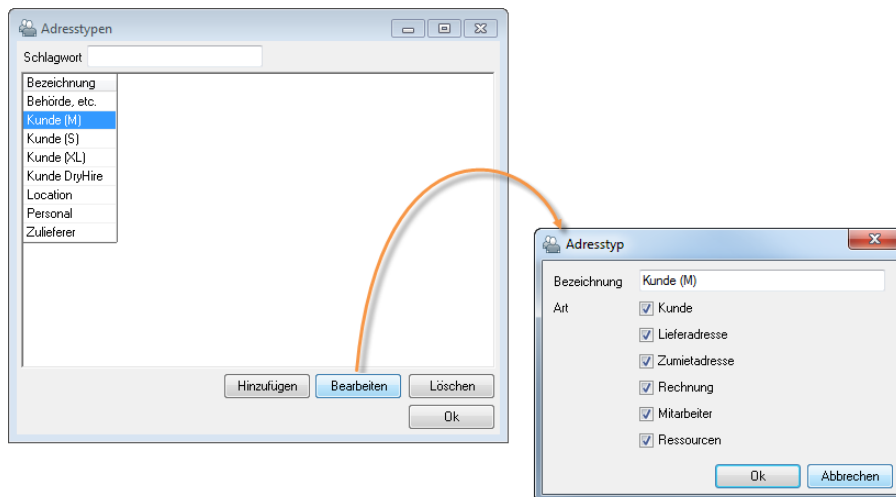 Adresstypen
Schlagwort
Bezeichnung
Behörde, etc.
Kunde (M)
Kunde (S)
Kunde (XL)
Kunde DryHire
Location
Personal
Zulieferer
Hinzufügen Bearbeiten Löschen
Ok
Adresstyp
Bezeichnung Kunde (M)
Art Kunde
Lieferadresse
Zumietadresse
Rechnung
Mitarbeiter
Ressourcen
Ok Abbrechen